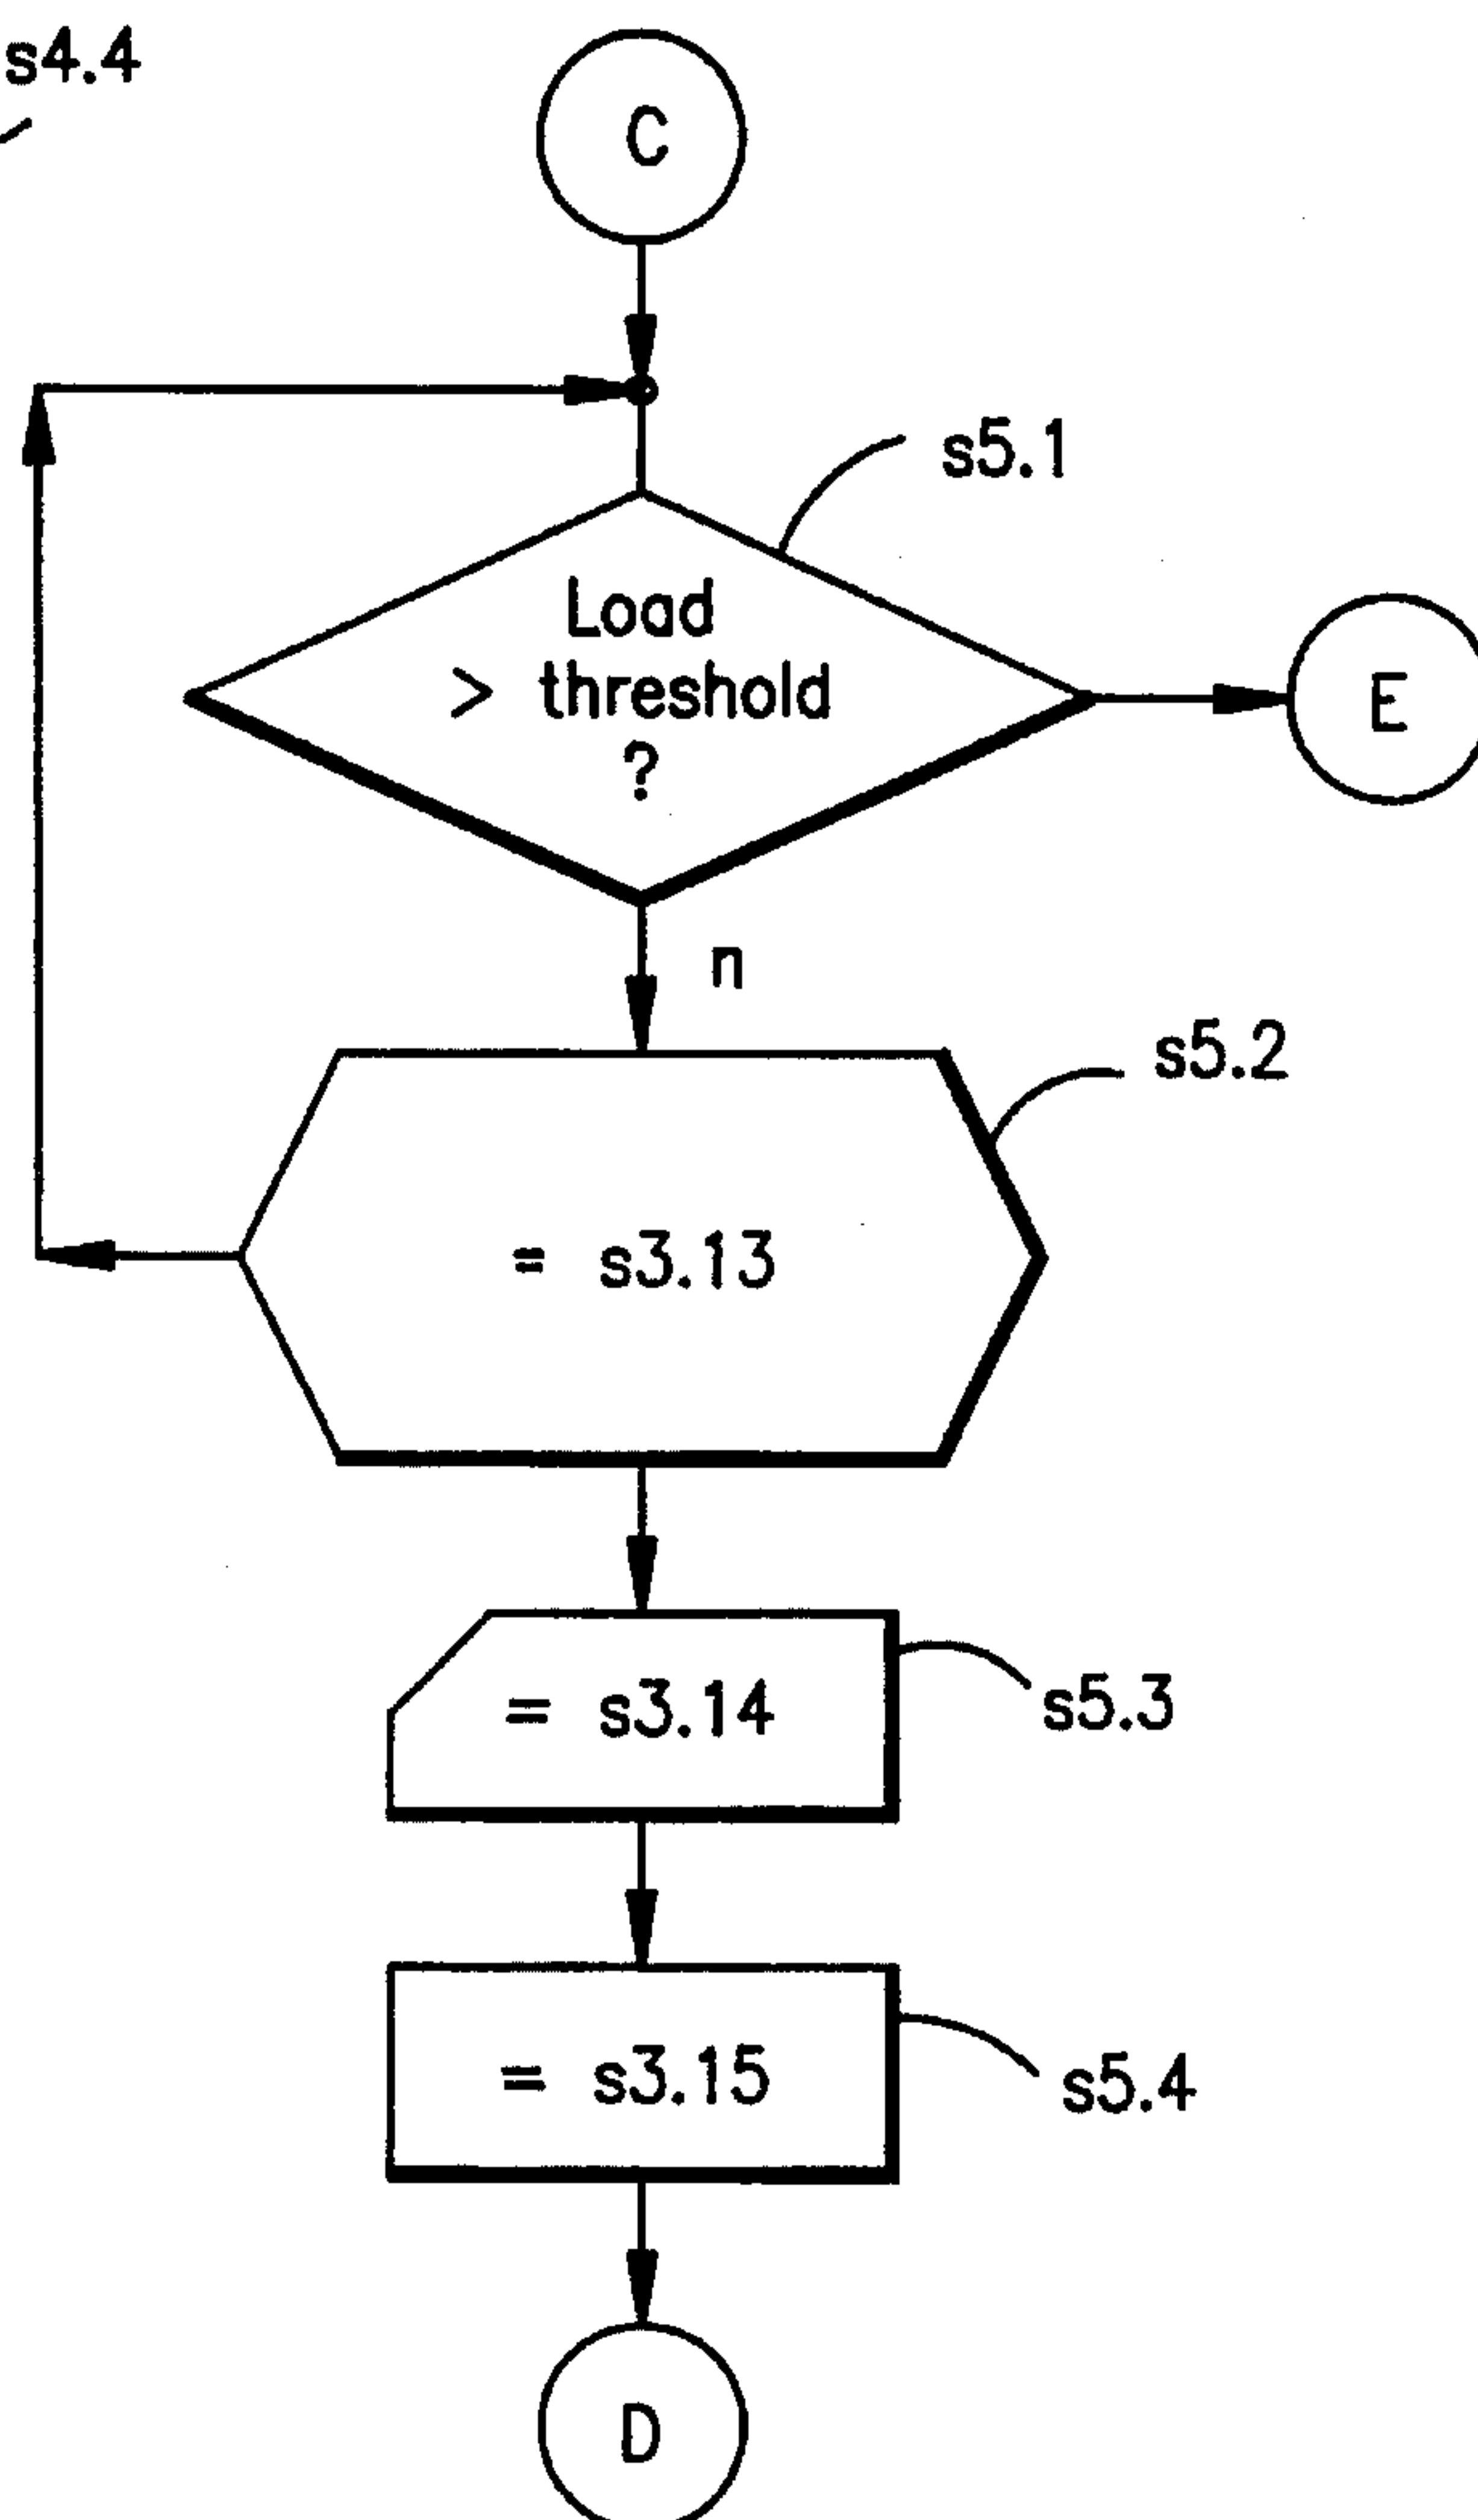 s4.4
C
s5.1
Load
> threshold
?
E
n
s5.2
= s3.13
= s3.14
s5.3
= s3.15
s5.4
D